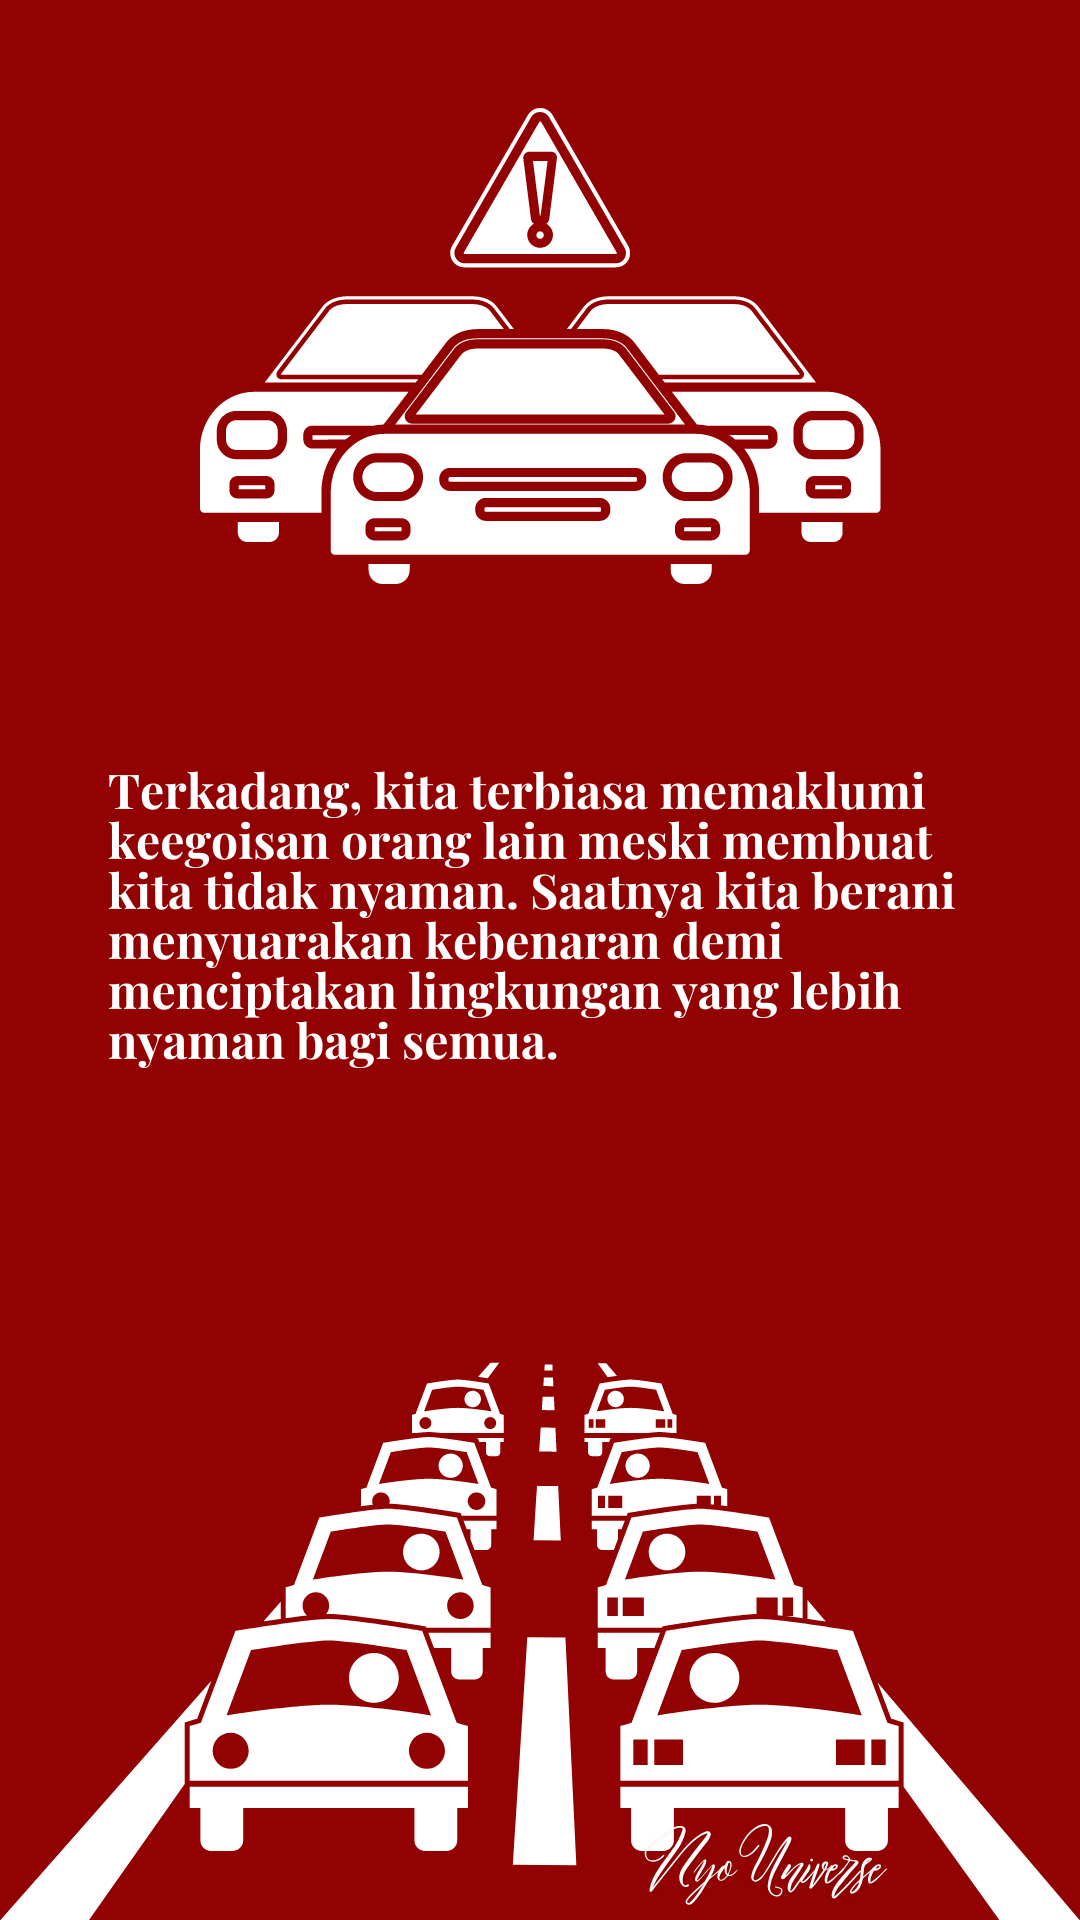 Terkadang, kita terbiasa memaklumi
keegoisan orang lain meski membuat
kita tidak nyaman. Saatnya kita berani
menyuarakan kebenaran demi
menciptakan lingkungan yang lebih
nyaman bagi semua.
Nyo Universe